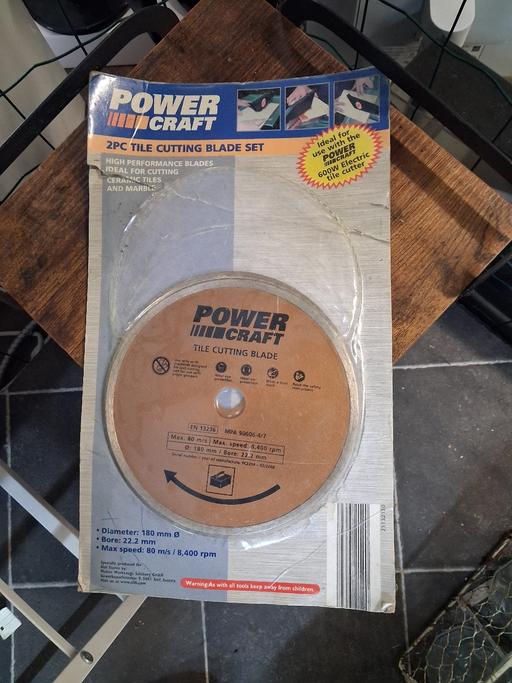 POWER
CRAFT
2PC TILE CUTTING BLADE SET
HIGH PERFORMANCE BLADES
IDEAL FOR CUTTING
CERAMIC TILES
AND MARBLE
Ideal for
use with the
POWER
CRAFT
600W Electric
tile cutter
POWER
CRAFT
TILE CUTTING BLADE
EN 13236
Max. 80 m/s
Max. speed: 8,400 rpm
Ø: 180 mm / Bore: 22.2 mm
• Diameter: 180 mm Ø
• Bore: 22.2 mm
• Max speed: 80 m/s / 8,400 rpm
Specially produced for
Warning: As with all tools keep away from children.